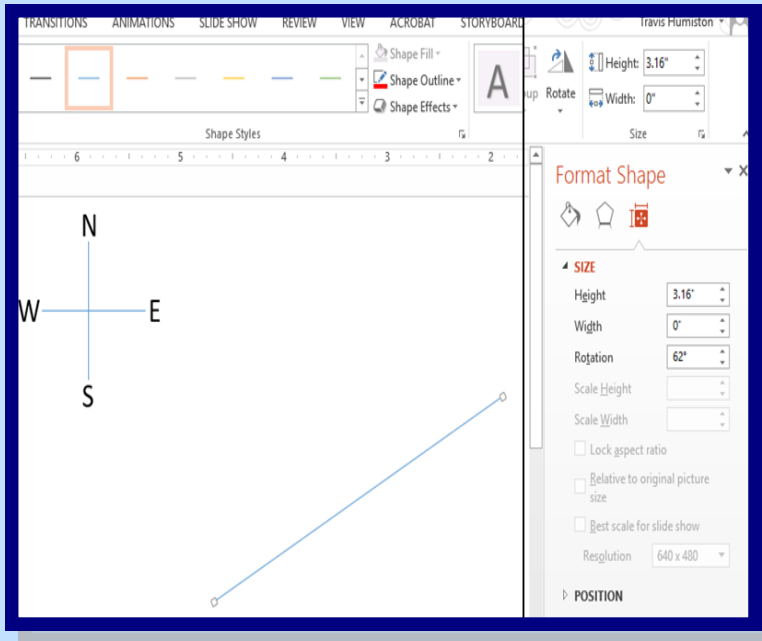 TRANSITIONS ANIMATIONS SLIDE SHOW REVIEW VIEW ACROBAT STORYBOARD
Travis Humiston
Shape Fill
Shape Outline
Shape Effects
A
Shape Styles
up Rotate
Height: 3.16"
Width: 0"
Size
6 5 4 3 2
N
W E
S
Format Shape
SIZE
Height 3.16"
Width 0"
Rotation 62°
Scale Height
Scale Width
Lock aspect ratio
Relative to original picture
size
Best scale for slide show
Resolution 640 x 480
POSITION